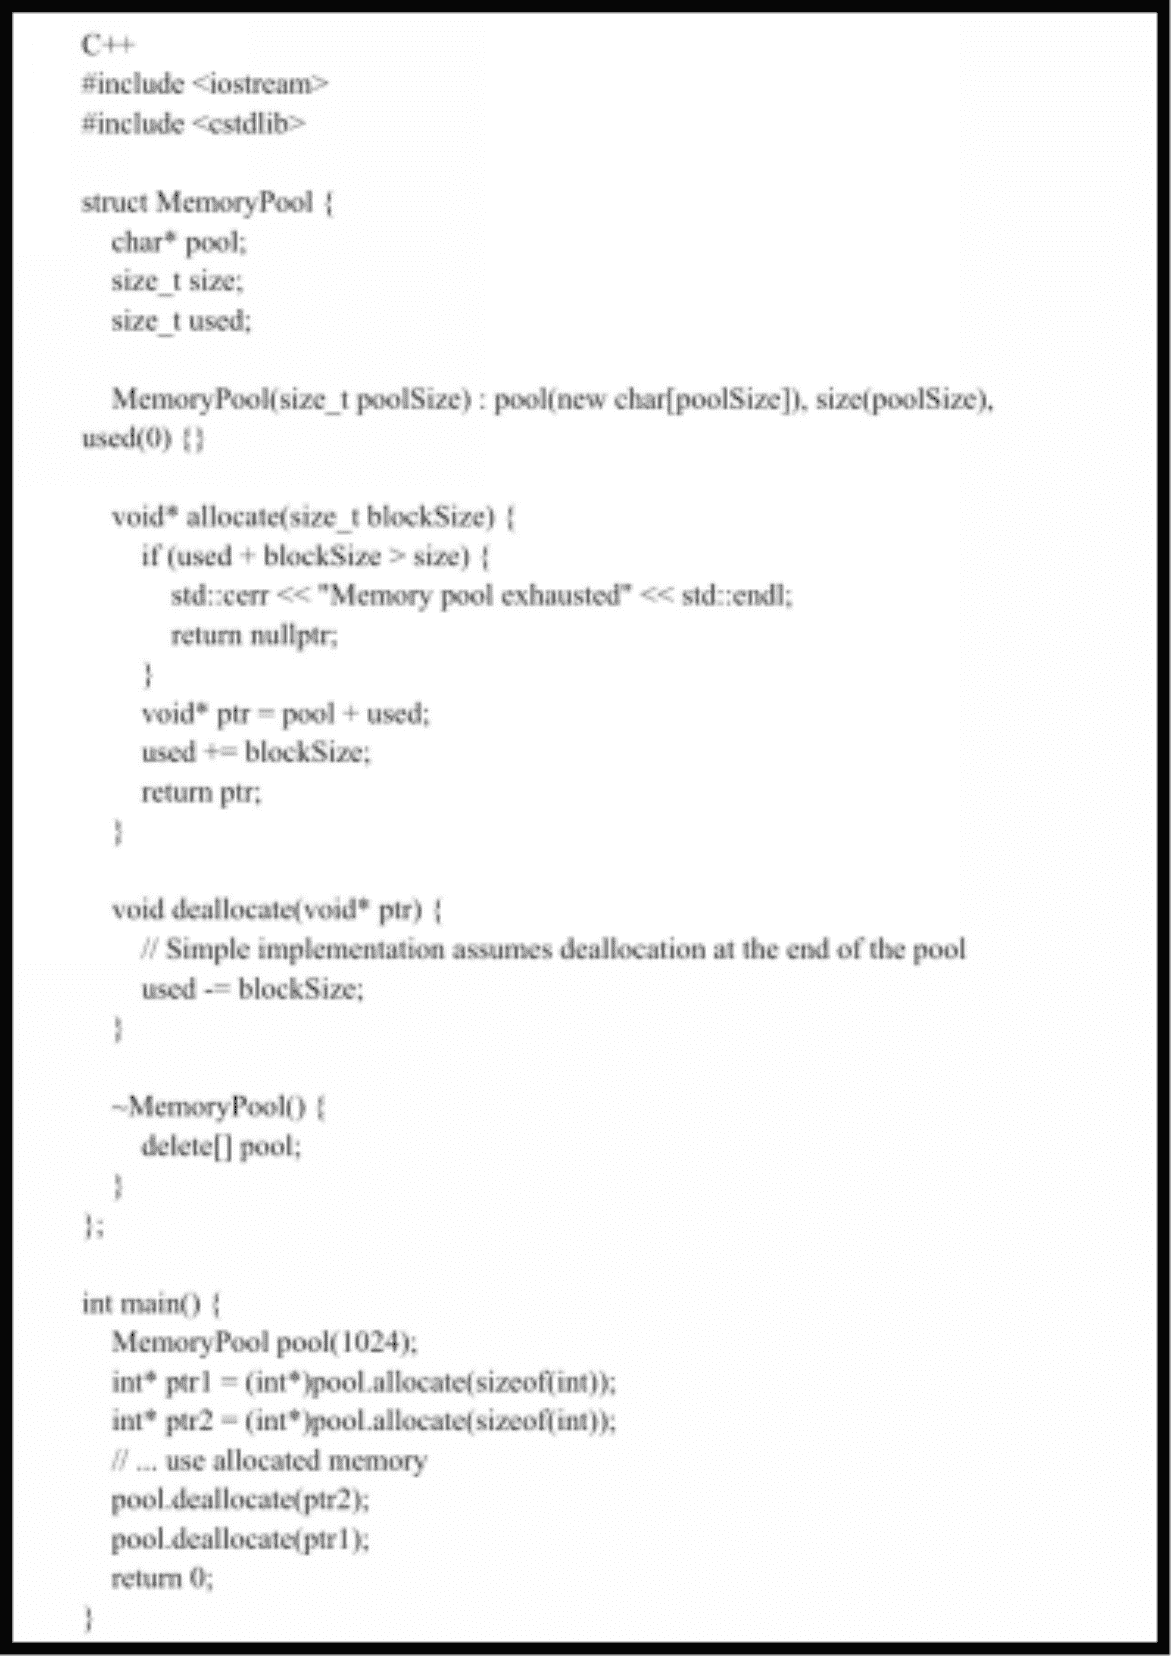 C++
#include <iostream>
#include <cstdlib>
struct MemoryPool {
char* pool;
size_t size;
size_t used;
MemoryPool(size_t poolSize) : pool(new char[poolSize]), size(poolSize),
used(0) {}
void* allocate(size_t blockSize) {
if (used + blockSize > size) {
std::cerr << "Memory pool exhausted" << std::endl;
return nullptr;
}
void* ptr = pool + used;
used += blockSize;
return ptr;
}
void deallocate(void* ptr) {
// Simple implementation assumes deallocation at the end of the pool
used -= blockSize;
}
~MemoryPool() {
delete[] pool;
}
};
int main() {
MemoryPool pool(1024);
int* ptr1 = (int*)pool.allocate(sizeof(int));
int* ptr2 = (int*)pool.allocate(sizeof(int));
// ... use allocated memory
pool.deallocate(ptr2);
pool.deallocate(ptr1);
return 0;
}